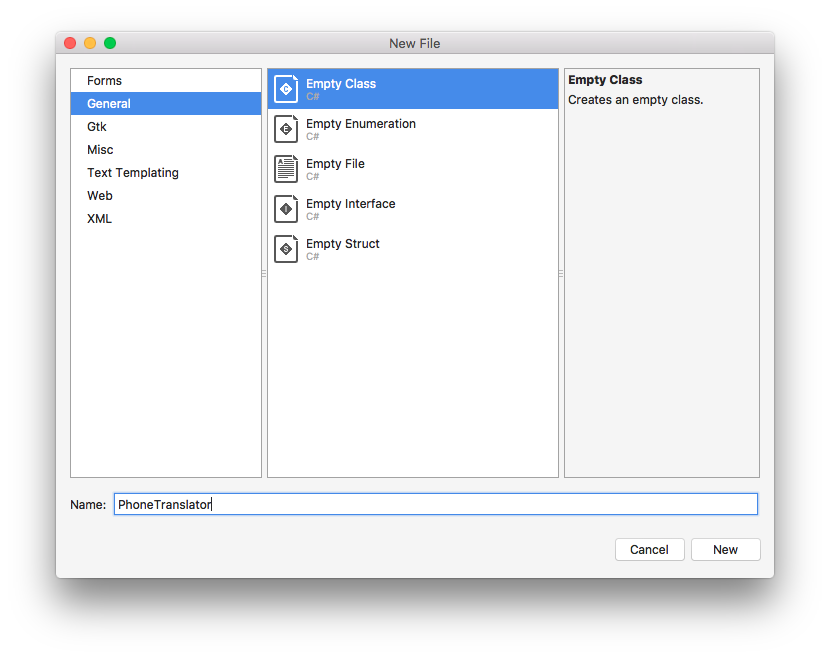 New File
Forms
General
Gtk
Misc
Text Templating
Web
XML
Empty Class
C#
Empty Enumeration
C#
Empty File
C#
Empty Interface
C#
Empty Struct
C#
Empty Class
Creates an empty class.
Name: PhoneTranslator
Cancel New